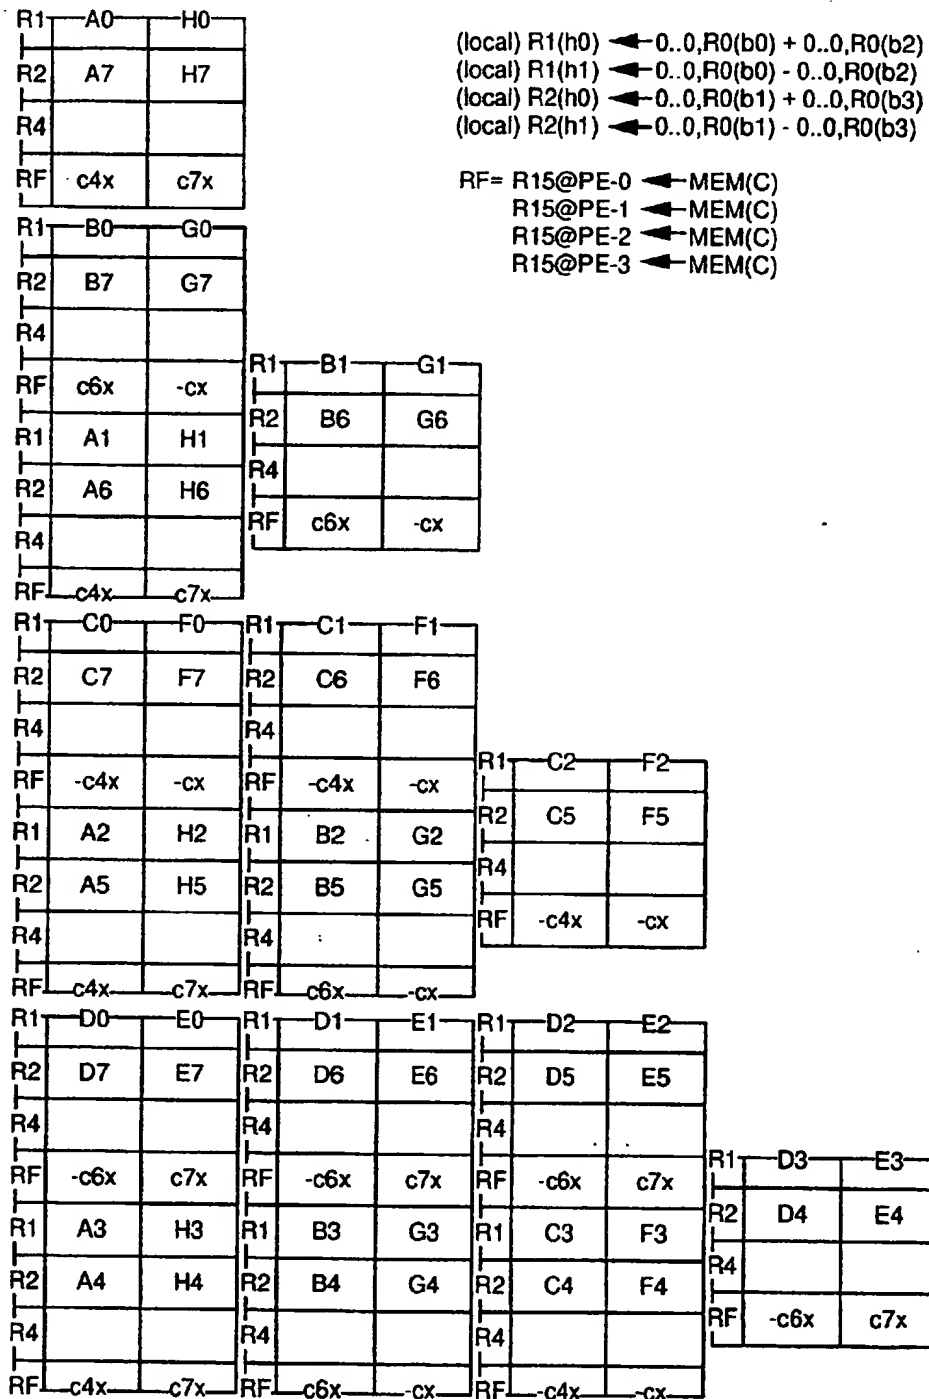 R1 A0 H0
R2 A7 H7
R4
RF c4x c7x
(local) R1(h0) ◄ 0..0,R0(b0) + 0..0,R0(b2)
(local) R1(h1) ◄ 0..0,R0(b0) - 0..0,R0(b2)
(local) R2(h0) ◄ 0..0,R0(b1) + 0..0,R0(b3)
(local) R2(h1) ◄ 0..0,R0(b1) - 0..0,R0(b3)
RF= R15@PE-0 ◄ MEM(C)
R15@PE-1 ◄ MEM(C)
R15@PE-2 ◄ MEM(C)
R15@PE-3 ◄ MEM(C)
R1 B0 G0
R2 B7 G7
R4
RF c6x -cx
R1 A1 H1
R2 A6 H6
R4
RF c4x c7x
R1 B1 G1
R2 B6 G6
R4
RF c6x -cx
R1 C0 F0
R2 C7 F7
R4
RF -c4x -cx
R1 A2 H2
R2 A5 H5
R4
RF c4x c7x
R1 C1 F1
R2 C6 F6
R4
RF -c4x -cx
R1 B2 G2
R2 B5 G5
R4
RF c6x -cx
R1 C2 F2
R2 C5 F5
R4
RF -c4x -cx
R1 D0 E0
R2 D7 E7
R4
RF -c6x c7x
R1 A3 H3
R2 A4 H4
R4
RF c4x c7x
R1 D1 E1
R2 D6 E6
R4
RF -c6x c7x
R1 B3 G3
R2 B4 G4
R4
RF c6x -cx
R1 D2 E2
R2 D5 E5
R4
RF -c6x c7x
R1 C3 F3
R2 C4 F4
R4
RF -c4x -cx
R1 D3 E3
R2 D4 E4
R4
RF -c6x c7x